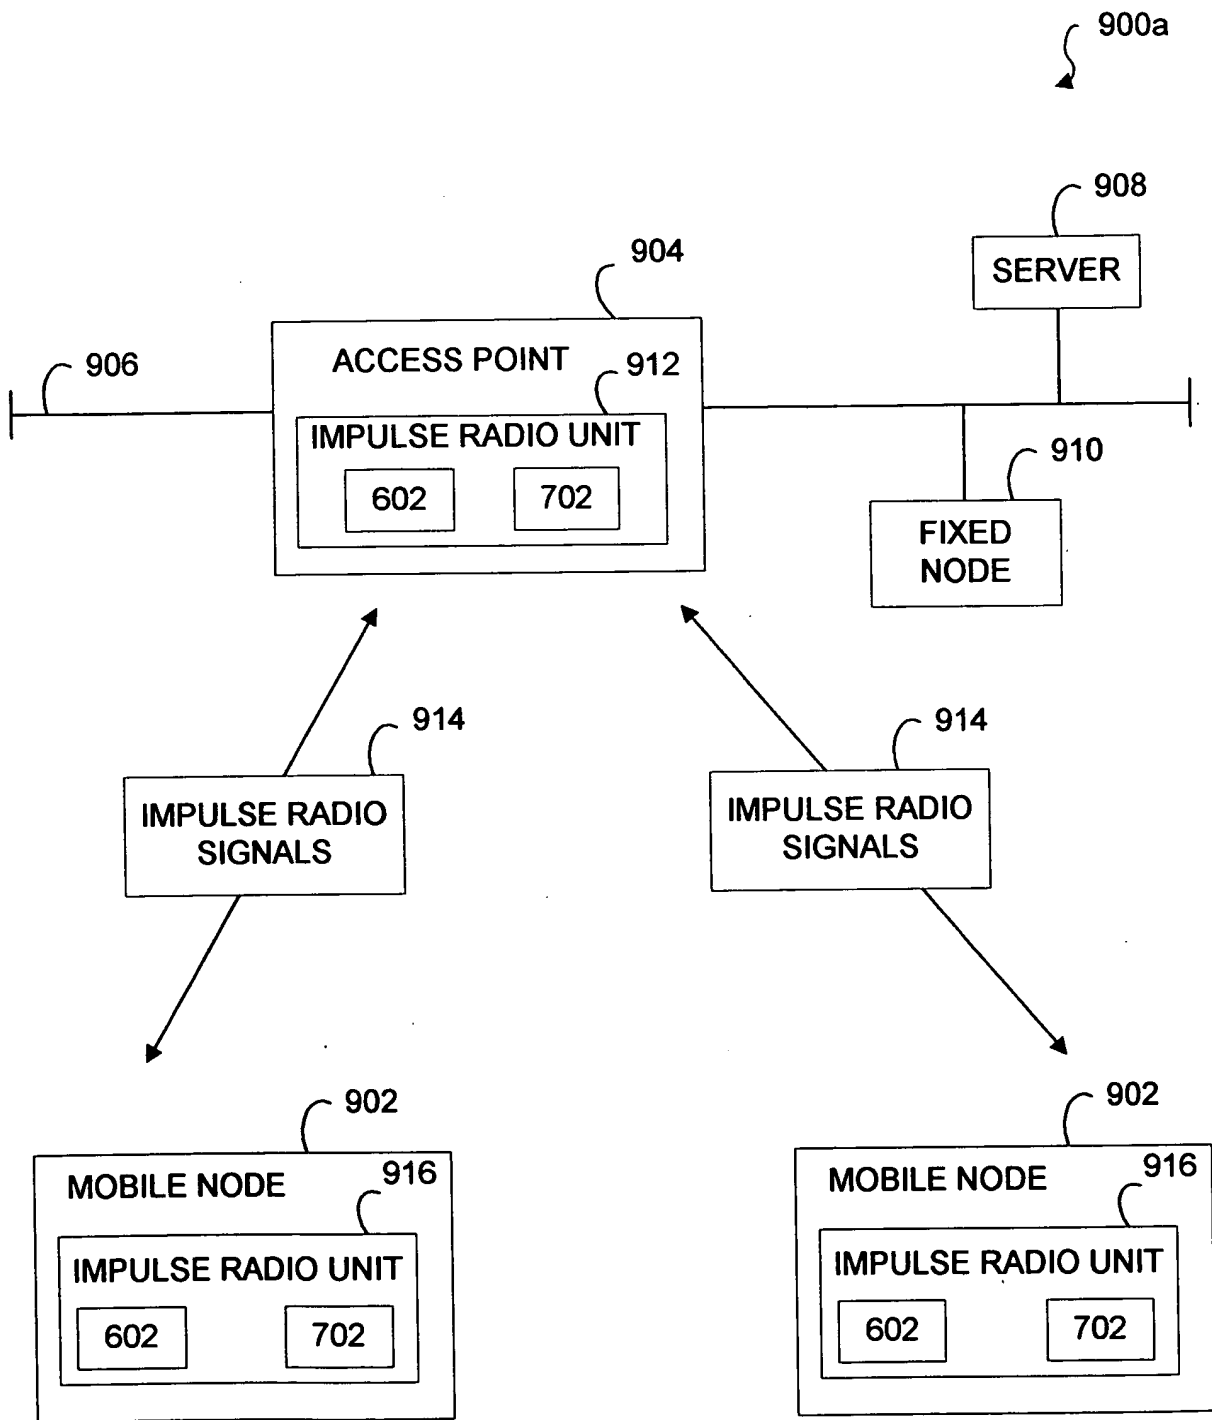 900a
908
SERVER
904
ACCESS POINT
906
912
IMPULSE RADIO UNIT
602 702
910
FIXED
NODE
914
IMPULSE RADIO
SIGNALS
914
IMPULSE RADIO
SIGNALS
902
MOBILE NODE
916
IMPULSE RADIO UNIT
602 702
902
MOBILE NODE
916
IMPULSE RADIO UNIT
602 702